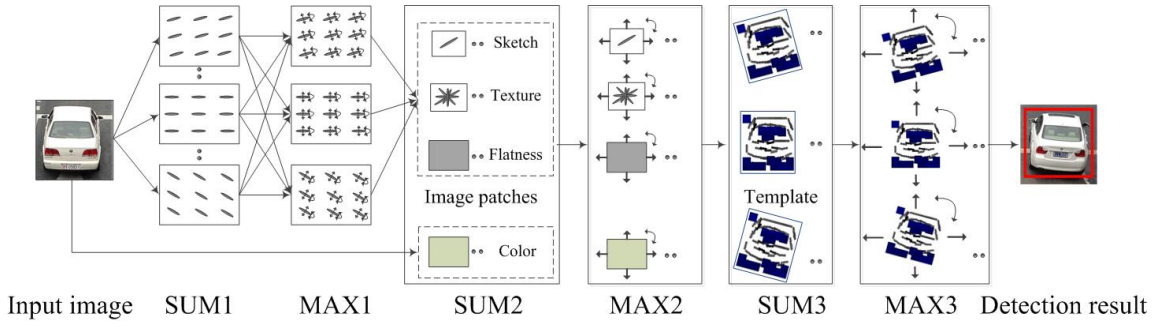 Sketch
Texture
Flatness
Image patches
Template
Color
Input image
SUM1
MAX1
SUM2
MAX2
SUM3
MAX3
Detection result